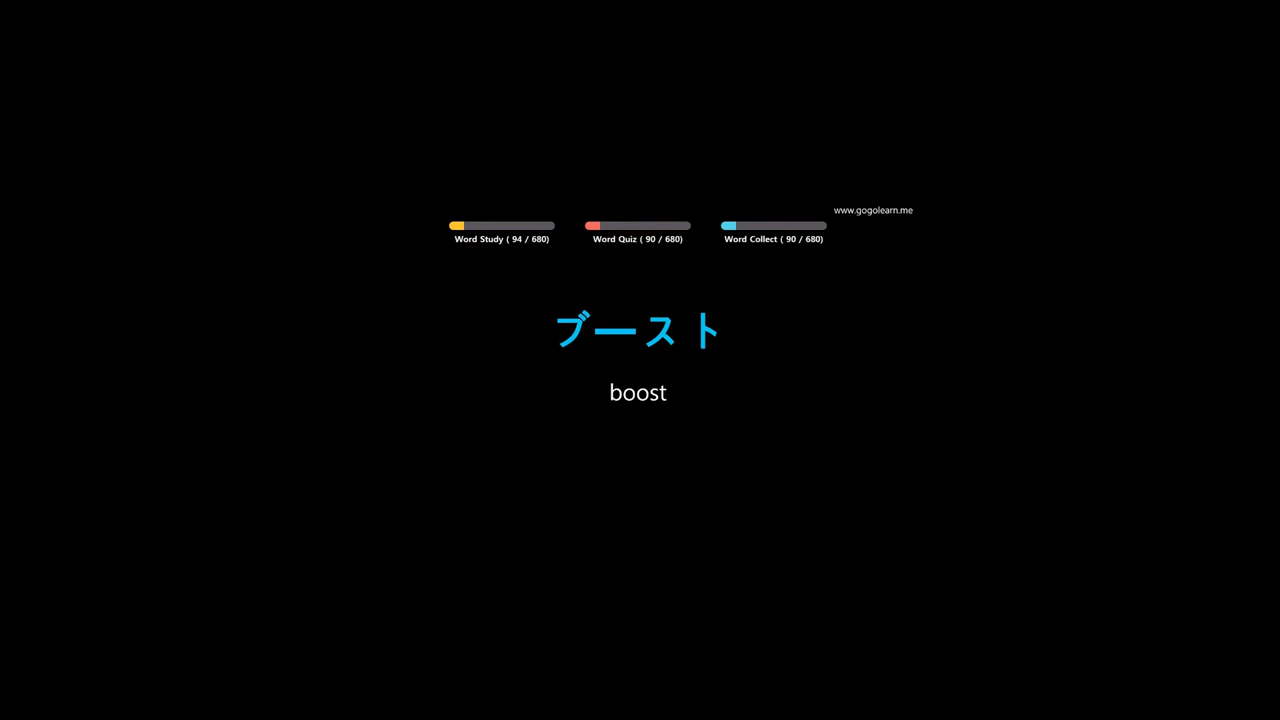 www.gogolearn.me
Word Study ( 94 / 680)
Word Quiz ( 90 / 680)
Word Collect ( 90 / 680)
ブースト
boost